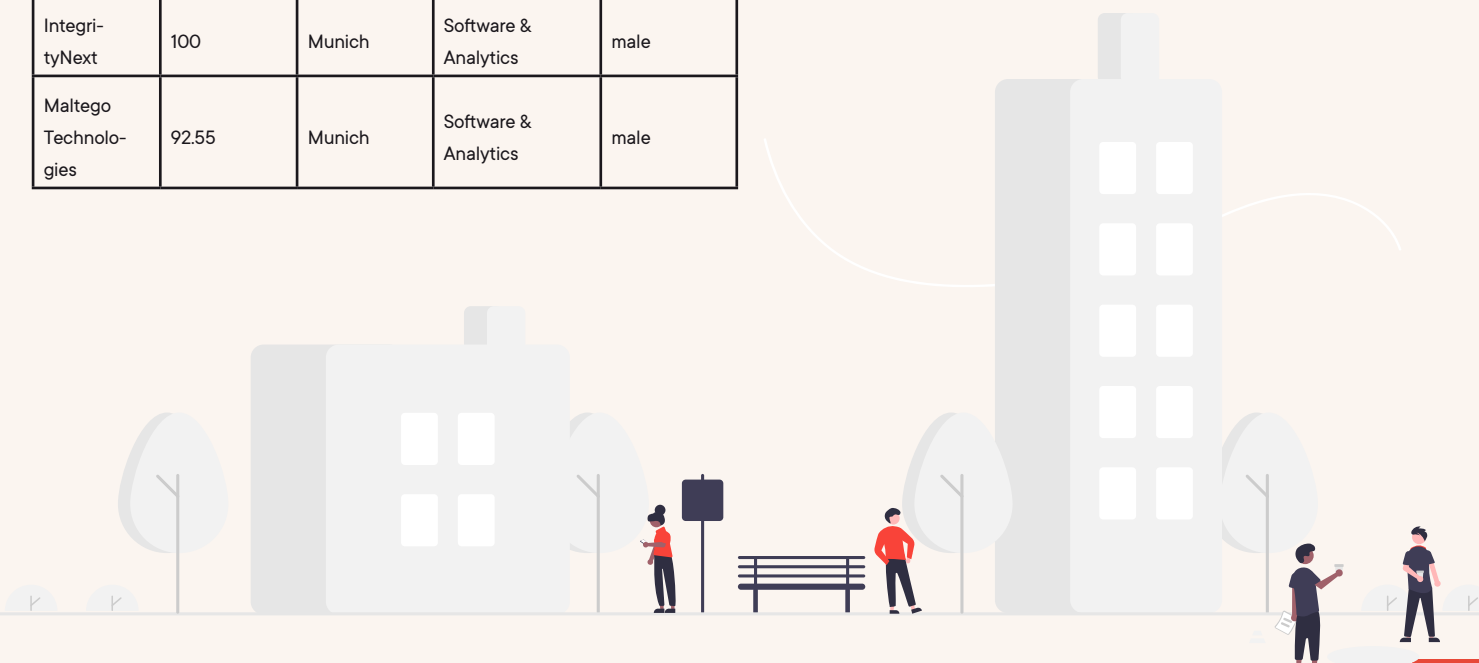 Integri-
tyNext
100
Munich
Software &
Analytics
male
Maltego
Technolo-
gies
92.55
Munich
Software &
Analytics
male